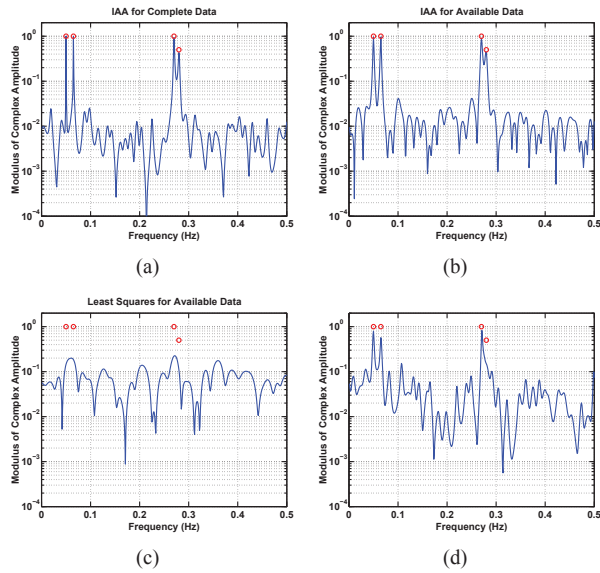 IAA for Complete Data
IAA for Available Data
Modulus of Complex Amplitude
10^0
10^-1
10^-2
10^-3
10^-4
0 0.1 0.2 0.3 0.4 0.5
Frequency (Hz)
Modulus of Complex Amplitude
10^0
10^-1
10^-2
10^-3
10^-4
0 0.1 0.2 0.3 0.4 0.5
Frequency (Hz)
(a)
(b)
Least Squares for Available Data
Modulus of Complex Amplitude
10^0
10^-1
10^-2
10^-3
10^-4
0 0.1 0.2 0.3 0.4 0.5
Frequency (Hz)
Modulus of Complex Amplitude
10^0
10^-1
10^-2
10^-3
10^-4
0 0.1 0.2 0.3 0.4 0.5
Frequency (Hz)
(c)
(d)